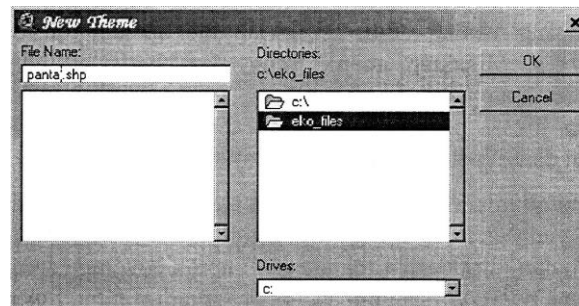 New Theme
File Name:
panta.shp
Directories:
c:\eko_files
c:\
eko_files
OK
Cancel
Drives:
c: